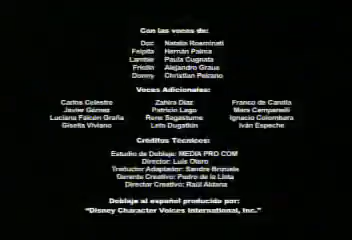 Con las voces de:
Doc Natalia Rosminati
Felpita Hernán Palma
Lambie Paula Cugnata
Friolín Alejandro Graue
Donny Christian Peirano
Voces Adicionales:
Carlos Celestre Zahira Díaz Franco de Candia
Javier Gómez Patricio Lago Mara Campanelli
Luciana Falcón Graña Rene Sagastume Ignacio Colombara
Gisella Viviano Lelo Dugatkin Iván Espeche
Créditos Técnicos:
Estudio de Doblaje: MEDIA PRO COM
Director: Luis Otero
Traductor Adaptador: Sandra Brizuela
Gerente Creativo: Pedro de la Llata
Director Creativo: Raúl Aldana
Doblaje al español producido por:
"Disney Character Voices International, Inc."